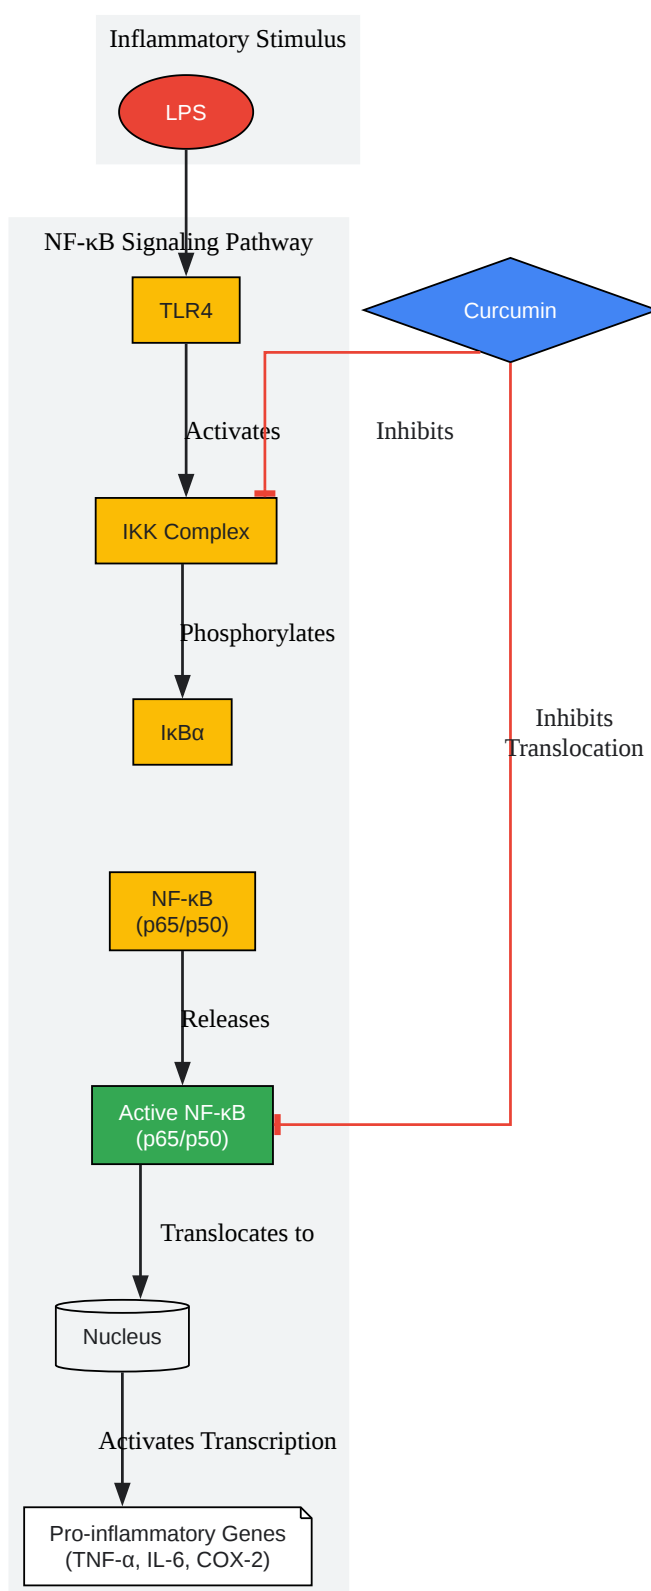 Inflammatory Stimulus
LPS
NF-κB Signaling Pathway
TLR4
Curcumin
Activates
Inhibits
IKK Complex
Phosphorylates
IκBα
Inhibits
Translocation
NF-κB
(p65/p50)
Releases
Active NF-κB
(p65/p50)
Translocates to
Nucleus
Activates Transcription
Pro-inflammatory Genes
(TNF-α, IL-6, COX-2)